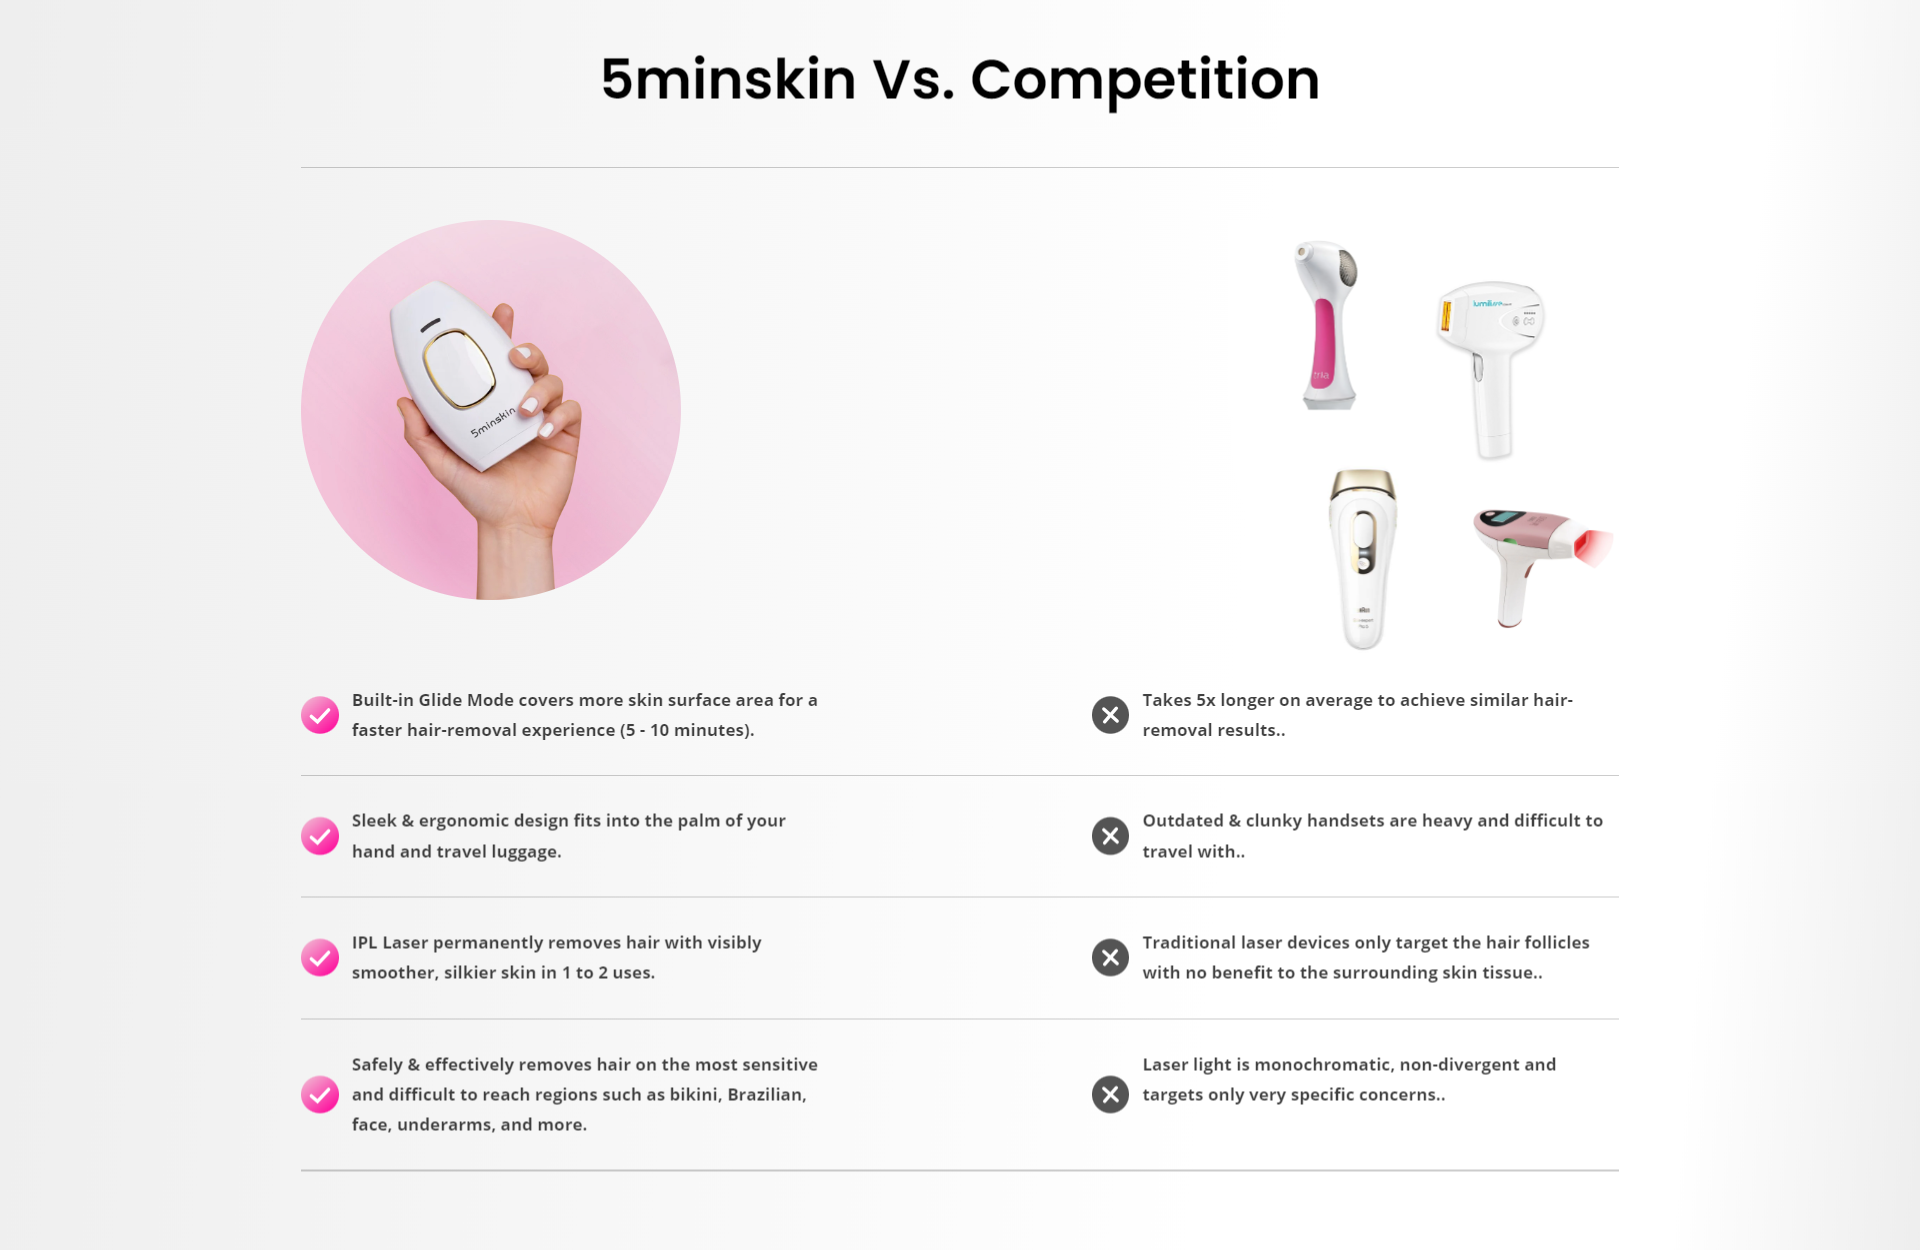 5minskin Vs. Competition
5minskin
tria
lumi
Built-in Glide Mode covers more skin surface area for a
faster hair-removal experience (5 - 10 minutes).
Takes 5x longer on average to achieve similar hair-
removal results..
Sleek & ergonomic design fits into the palm of your
hand and travel luggage.
Outdated & clunky handsets are heavy and difficult to
travel with..
IPL Laser permanently removes hair with visibly
smoother, silkier skin in 1 to 2 uses.
Traditional laser devices only target the hair follicles
with no benefit to the surrounding skin tissue..
Safely & effectively removes hair on the most sensitive
and difficult to reach regions such as bikini, Brazilian,
face, underarms, and more.
Laser light is monochromatic, non-divergent and
targets only very specific concerns..